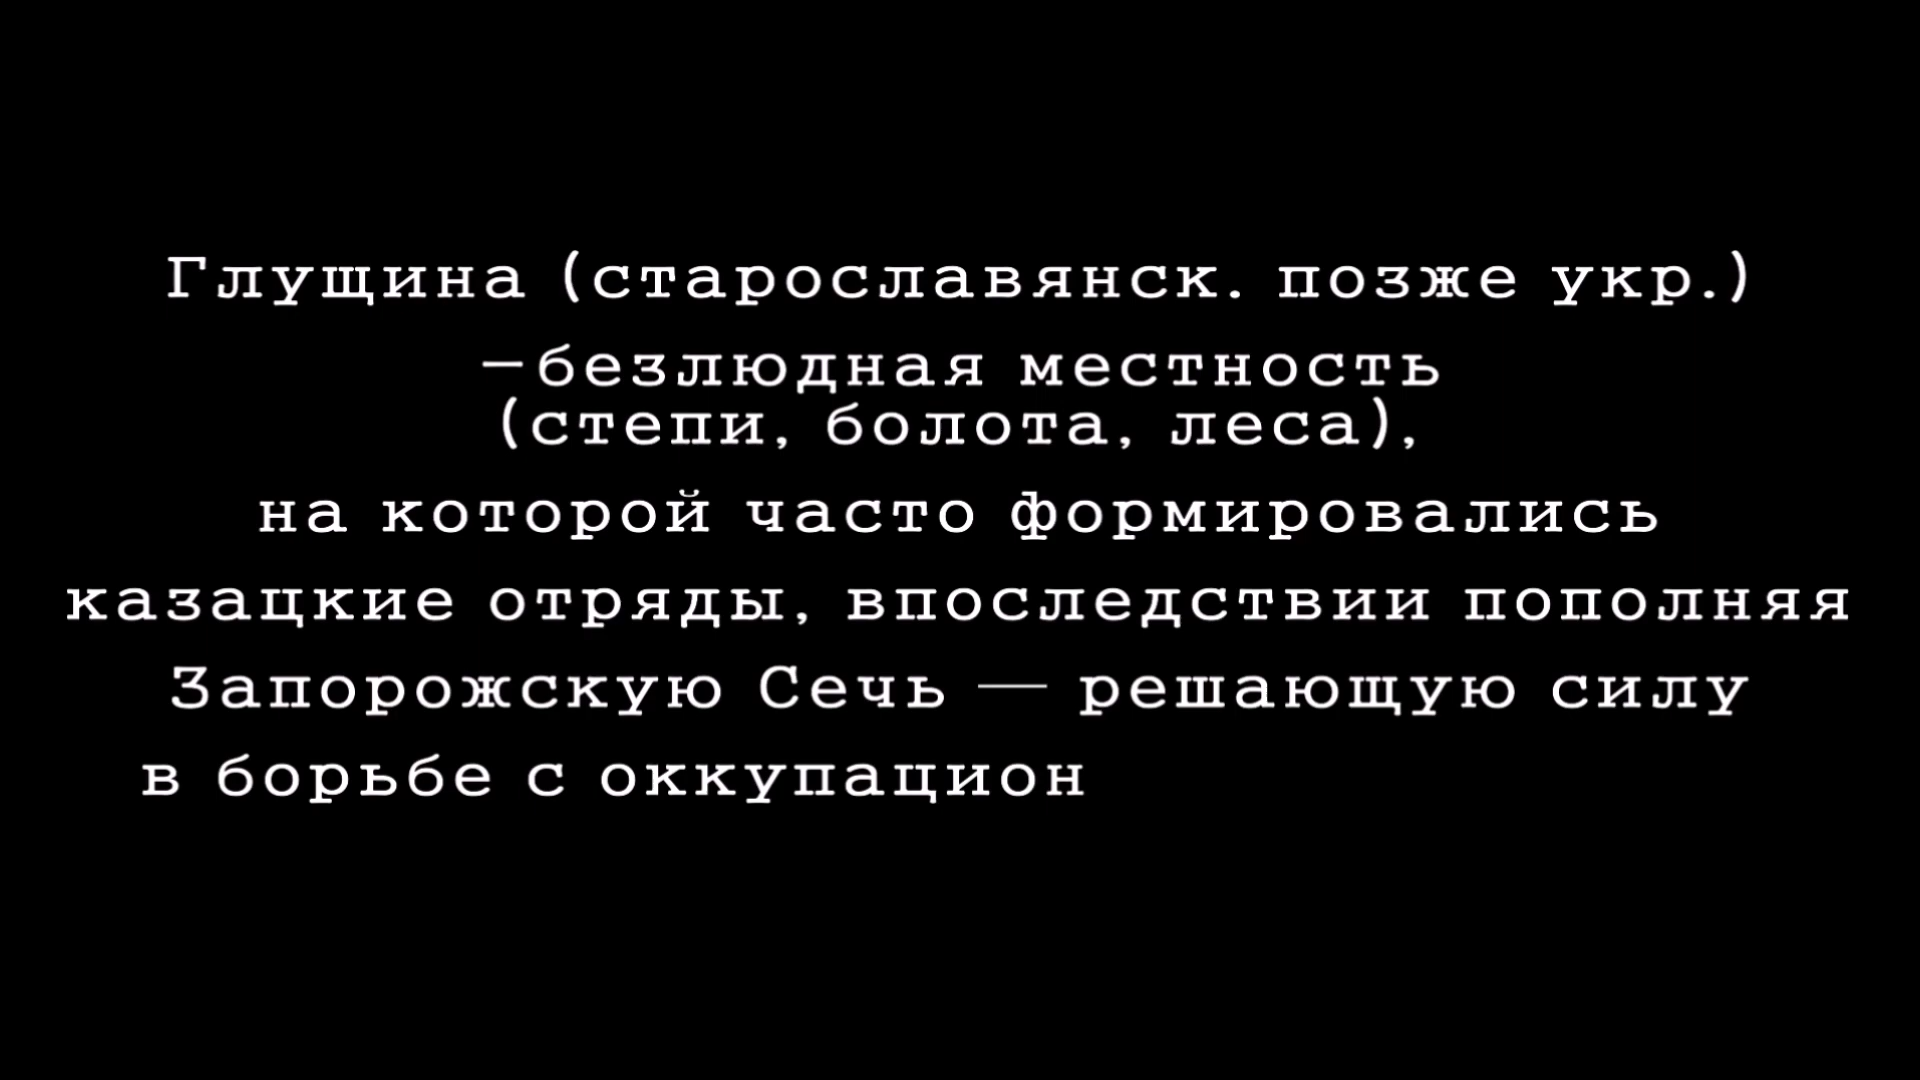 Глущина (старославянск. позже укр.)
—безлюдная местность
(степи, болота, леса),
на которой часто формировались
казацкие отряды, впоследствии пополняя
Запорожскую Сечь — решающую силу
в борьбе с оккупацион